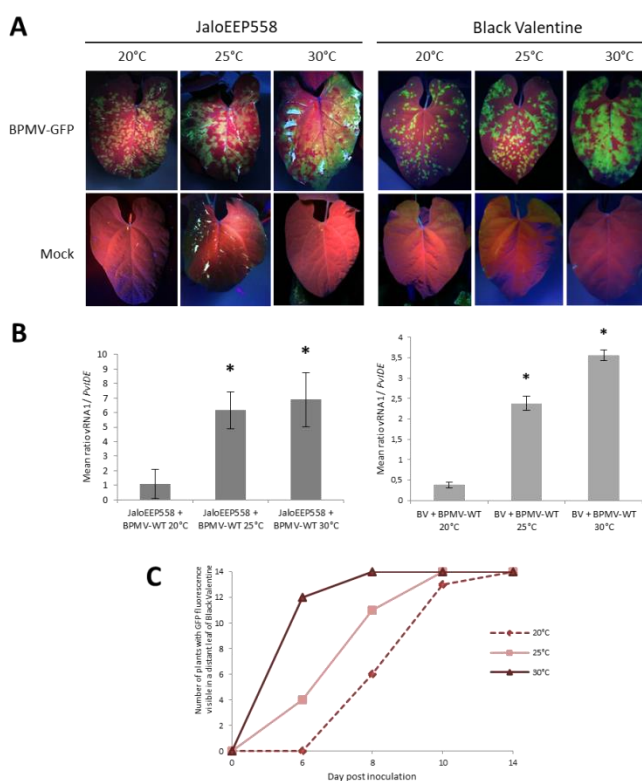 A
JaloEEP558
Black Valentine
20°C 25°C 30°C 20°C 25°C 30°C
BPMV-GFP
Mock
B
Mean ratio vRNA1/ PvIDE
10
9
8
7
6
5
4
3
2
1
0
* *
JaloEEP558 + JaloEEP558 + JaloEEP558 +
BPMV-WT 20°C BPMV-WT 25°C BPMV-WT 30°C
Mean ratio vRNA1/ PvIDE
4
3,5
3
2,5
2
1,5
1
0,5
0
* *
BV + BPMV-WT BV + BPMV-WT BV + BPMV-WT
20°C 25°C 30°C
C
Number of plants with GFP fluorescence
visible in a distant leaf of Black Valentine
14
12
10
8
6
4
2
0
0 6 8 10 14
Day post inoculation
20°C
25°C
30°C